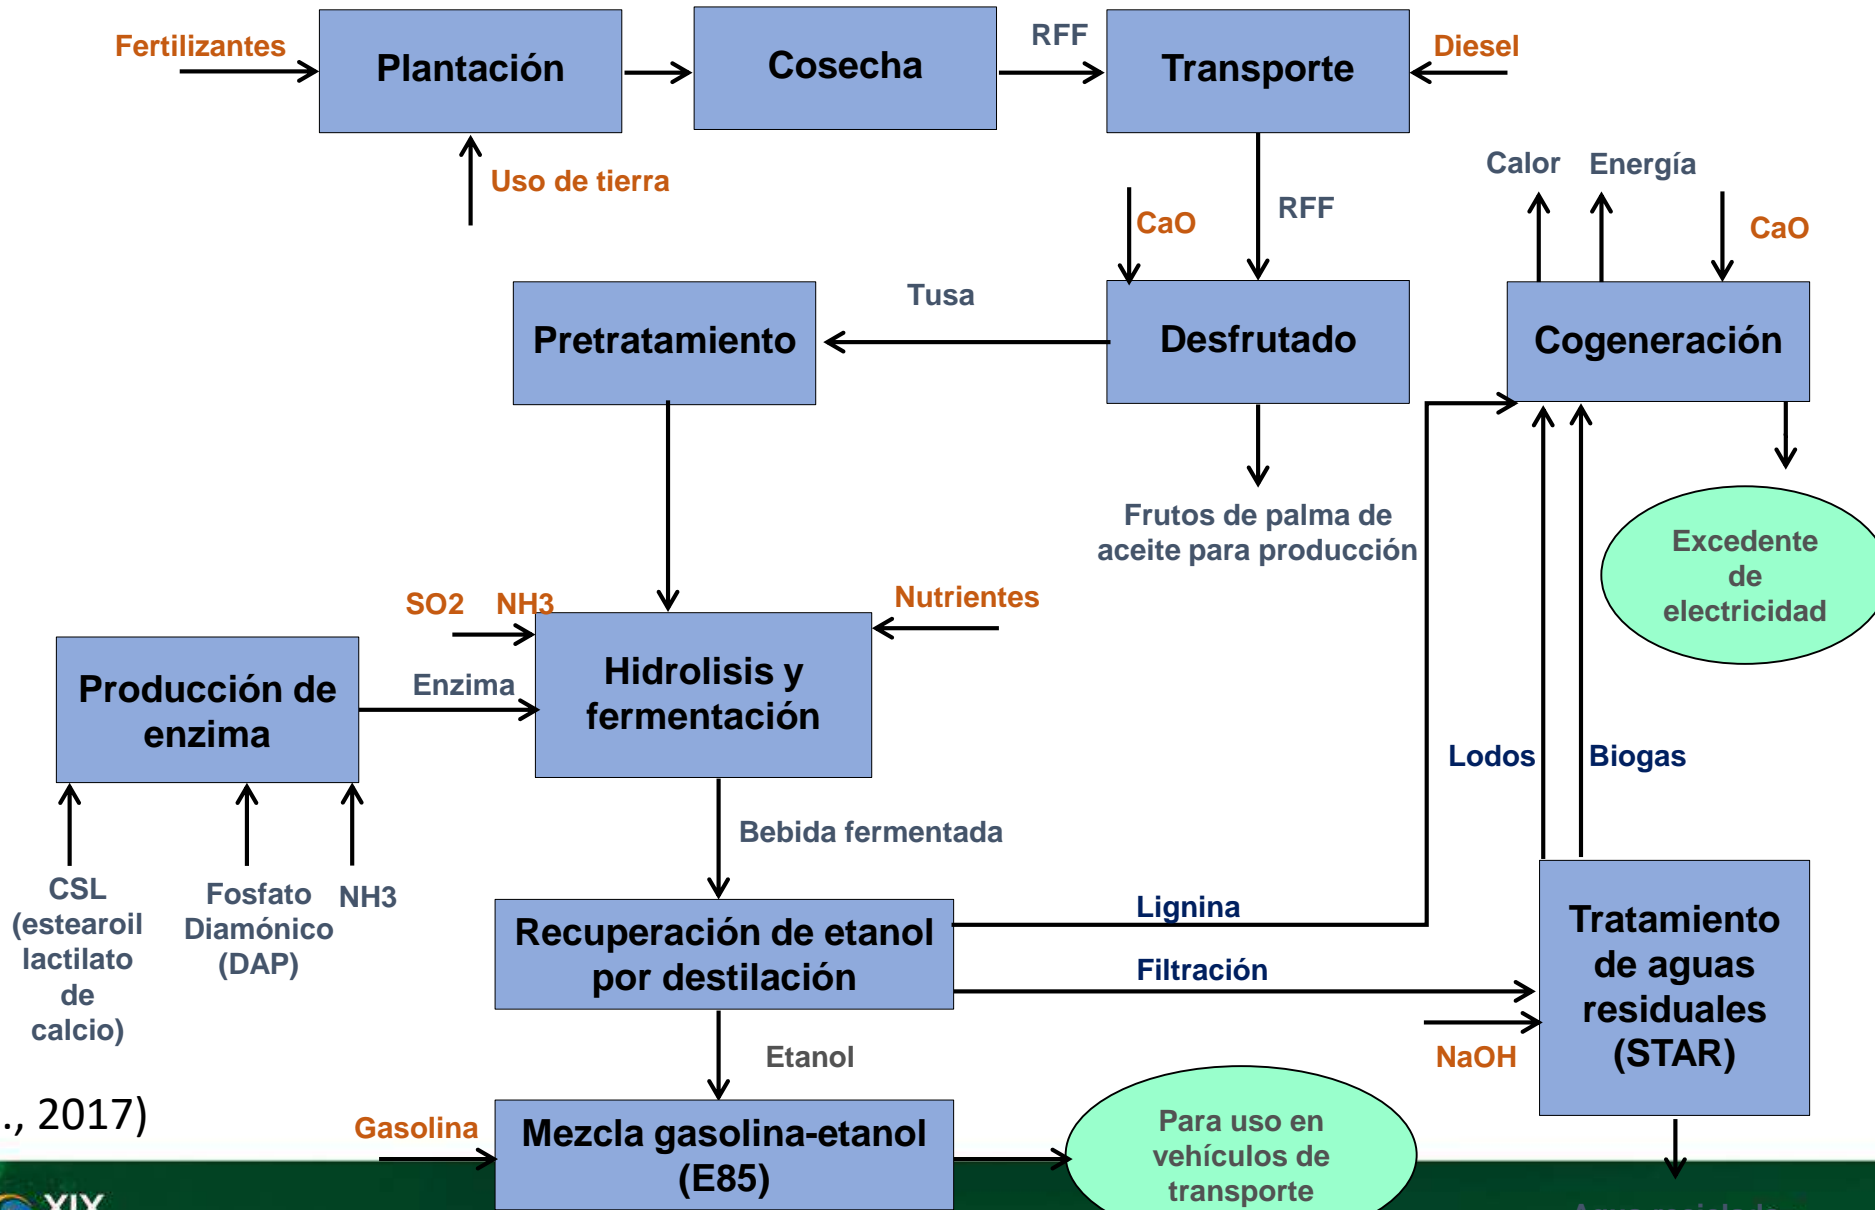 Fertilizantes
Plantación
Cosecha
RFF
Transporte
Diesel
Uso de tierra
Calor
Energía
CaO
RFF
CaO
Tusa
Pretratamiento
Desfrutado
Cogeneración
Frutos de palma de
aceite para producción
Excedente
de
electricidad
SO2
NH3
Nutrientes
Producción de
enzima
Enzima
Hidrolisis y
fermentación
Lodos
Biogas
Bebida fermentada
CSL
(estearoil
lactilato
de
calcio)
Fosfato
Diamónico
(DAP)
NH3
Recuperación de etanol
por destilación
Lignina
Filtración
Tratamiento
de aguas
residuales
(STAR)
NaOH
Etanol
., 2017)
Gasolina
Mezcla gasolina-etanol
(E85)
Para uso en
vehículos de
transporte
XIX